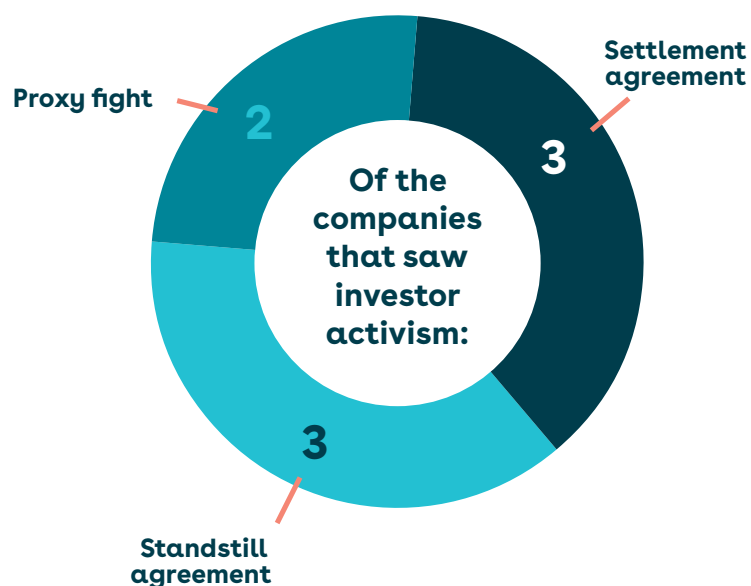 Settlement
agreement
Proxy fight
2
3
Of the
companies
that saw
investor
activism:
3
Standstill
agreement